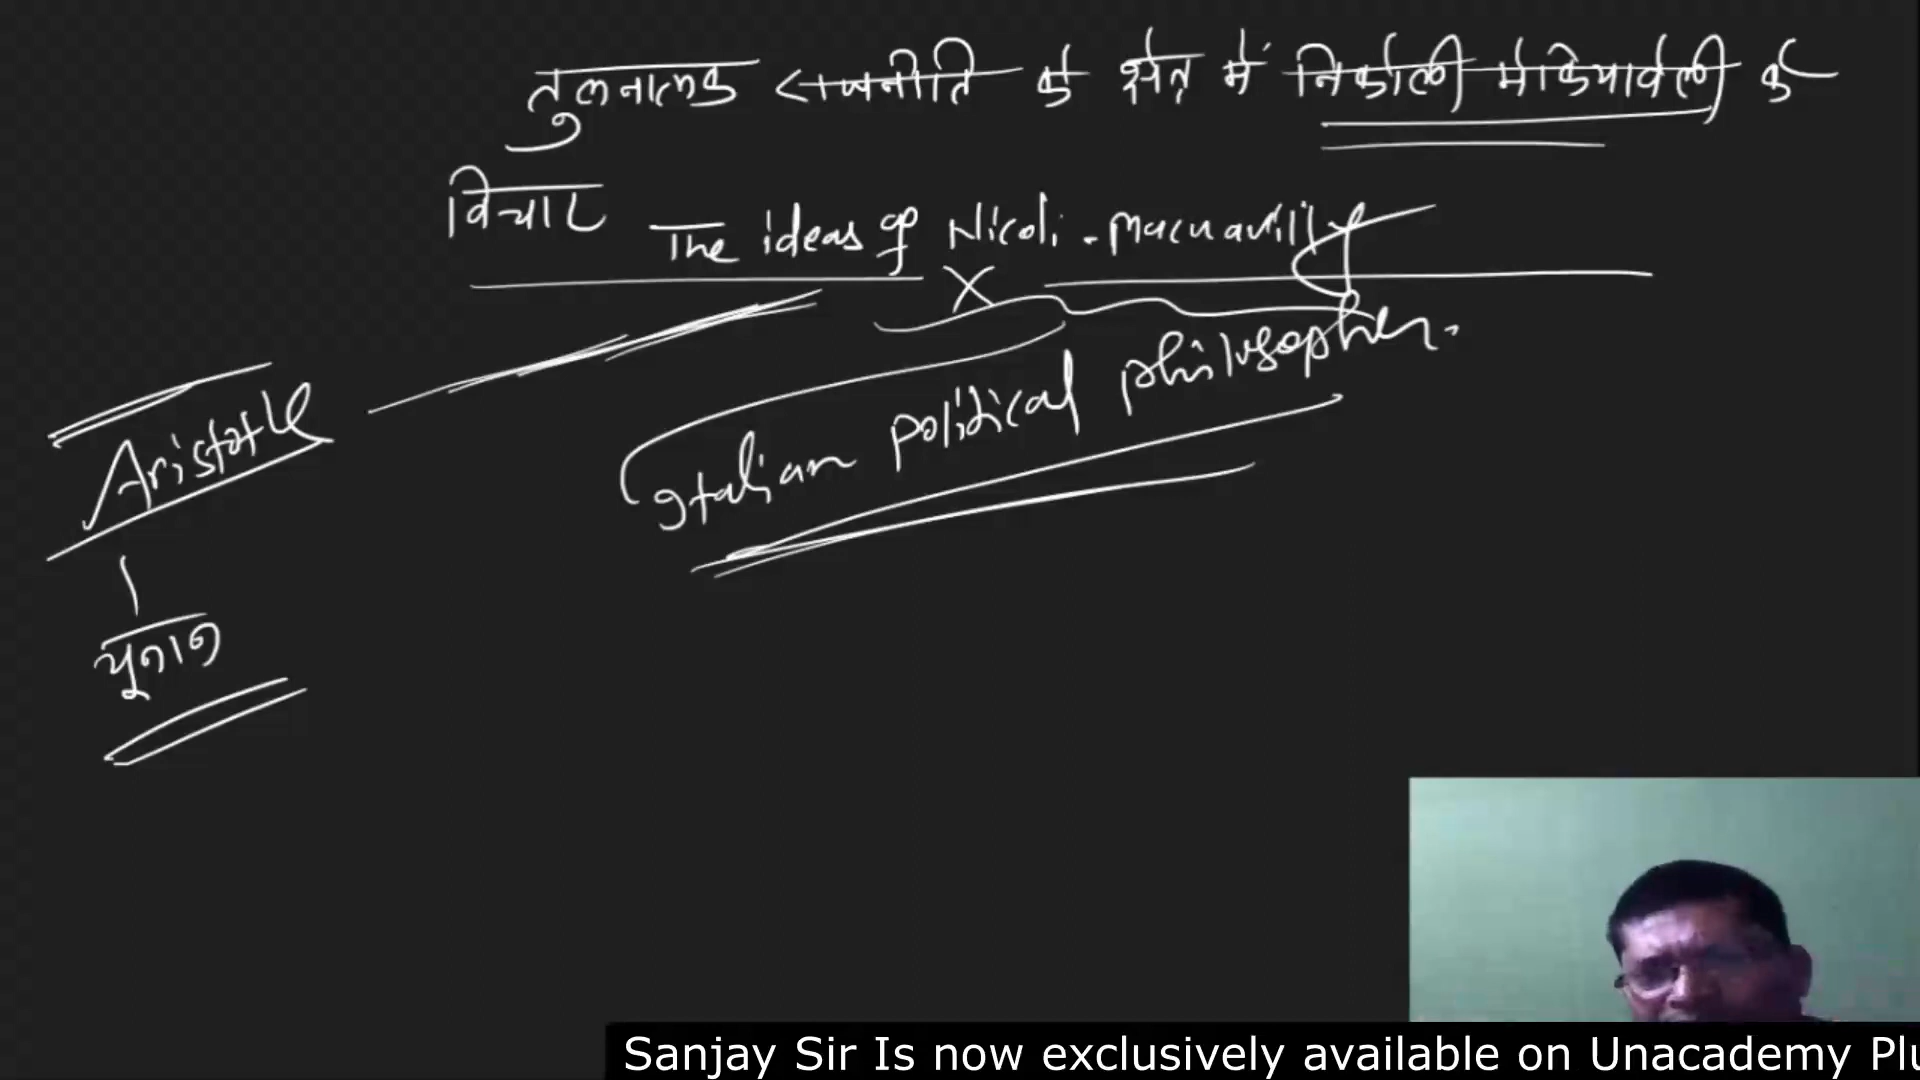 तुलनात्मक राजनीति के क्षेत्र में निकोली मेकियावेली के
विचार The ideas of Nicoli
Italian political philosopher.
Aristotle
यूनान
Sanjay Sir Is now exclusively available on Unacademy Plu